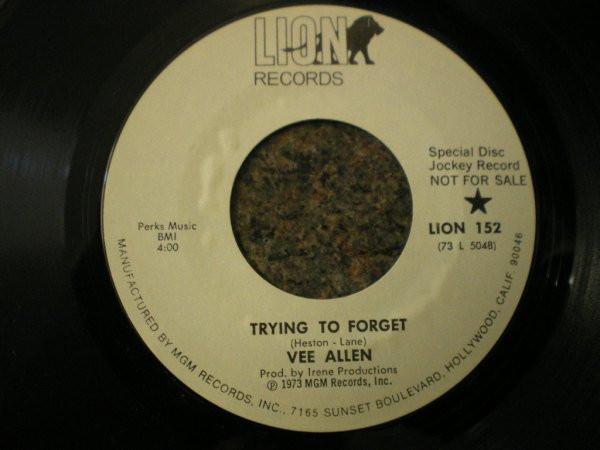 LION
RECORDS
Special Disc
Jockey Record
NOT FOR SALE
★
LION 152
(73 L 5048)
Perks Music
BMI
4:00
TRYING TO FORGET
(Heston - Lane)
VEE ALLEN
Prod. by Irene Productions
℗ 1973 MGM Records, Inc.
MANUFACTURED BY MGM RECORDS, INC., 7165 SUNSET BOULEVARD, HOLLYWOOD, CALIF. 90046